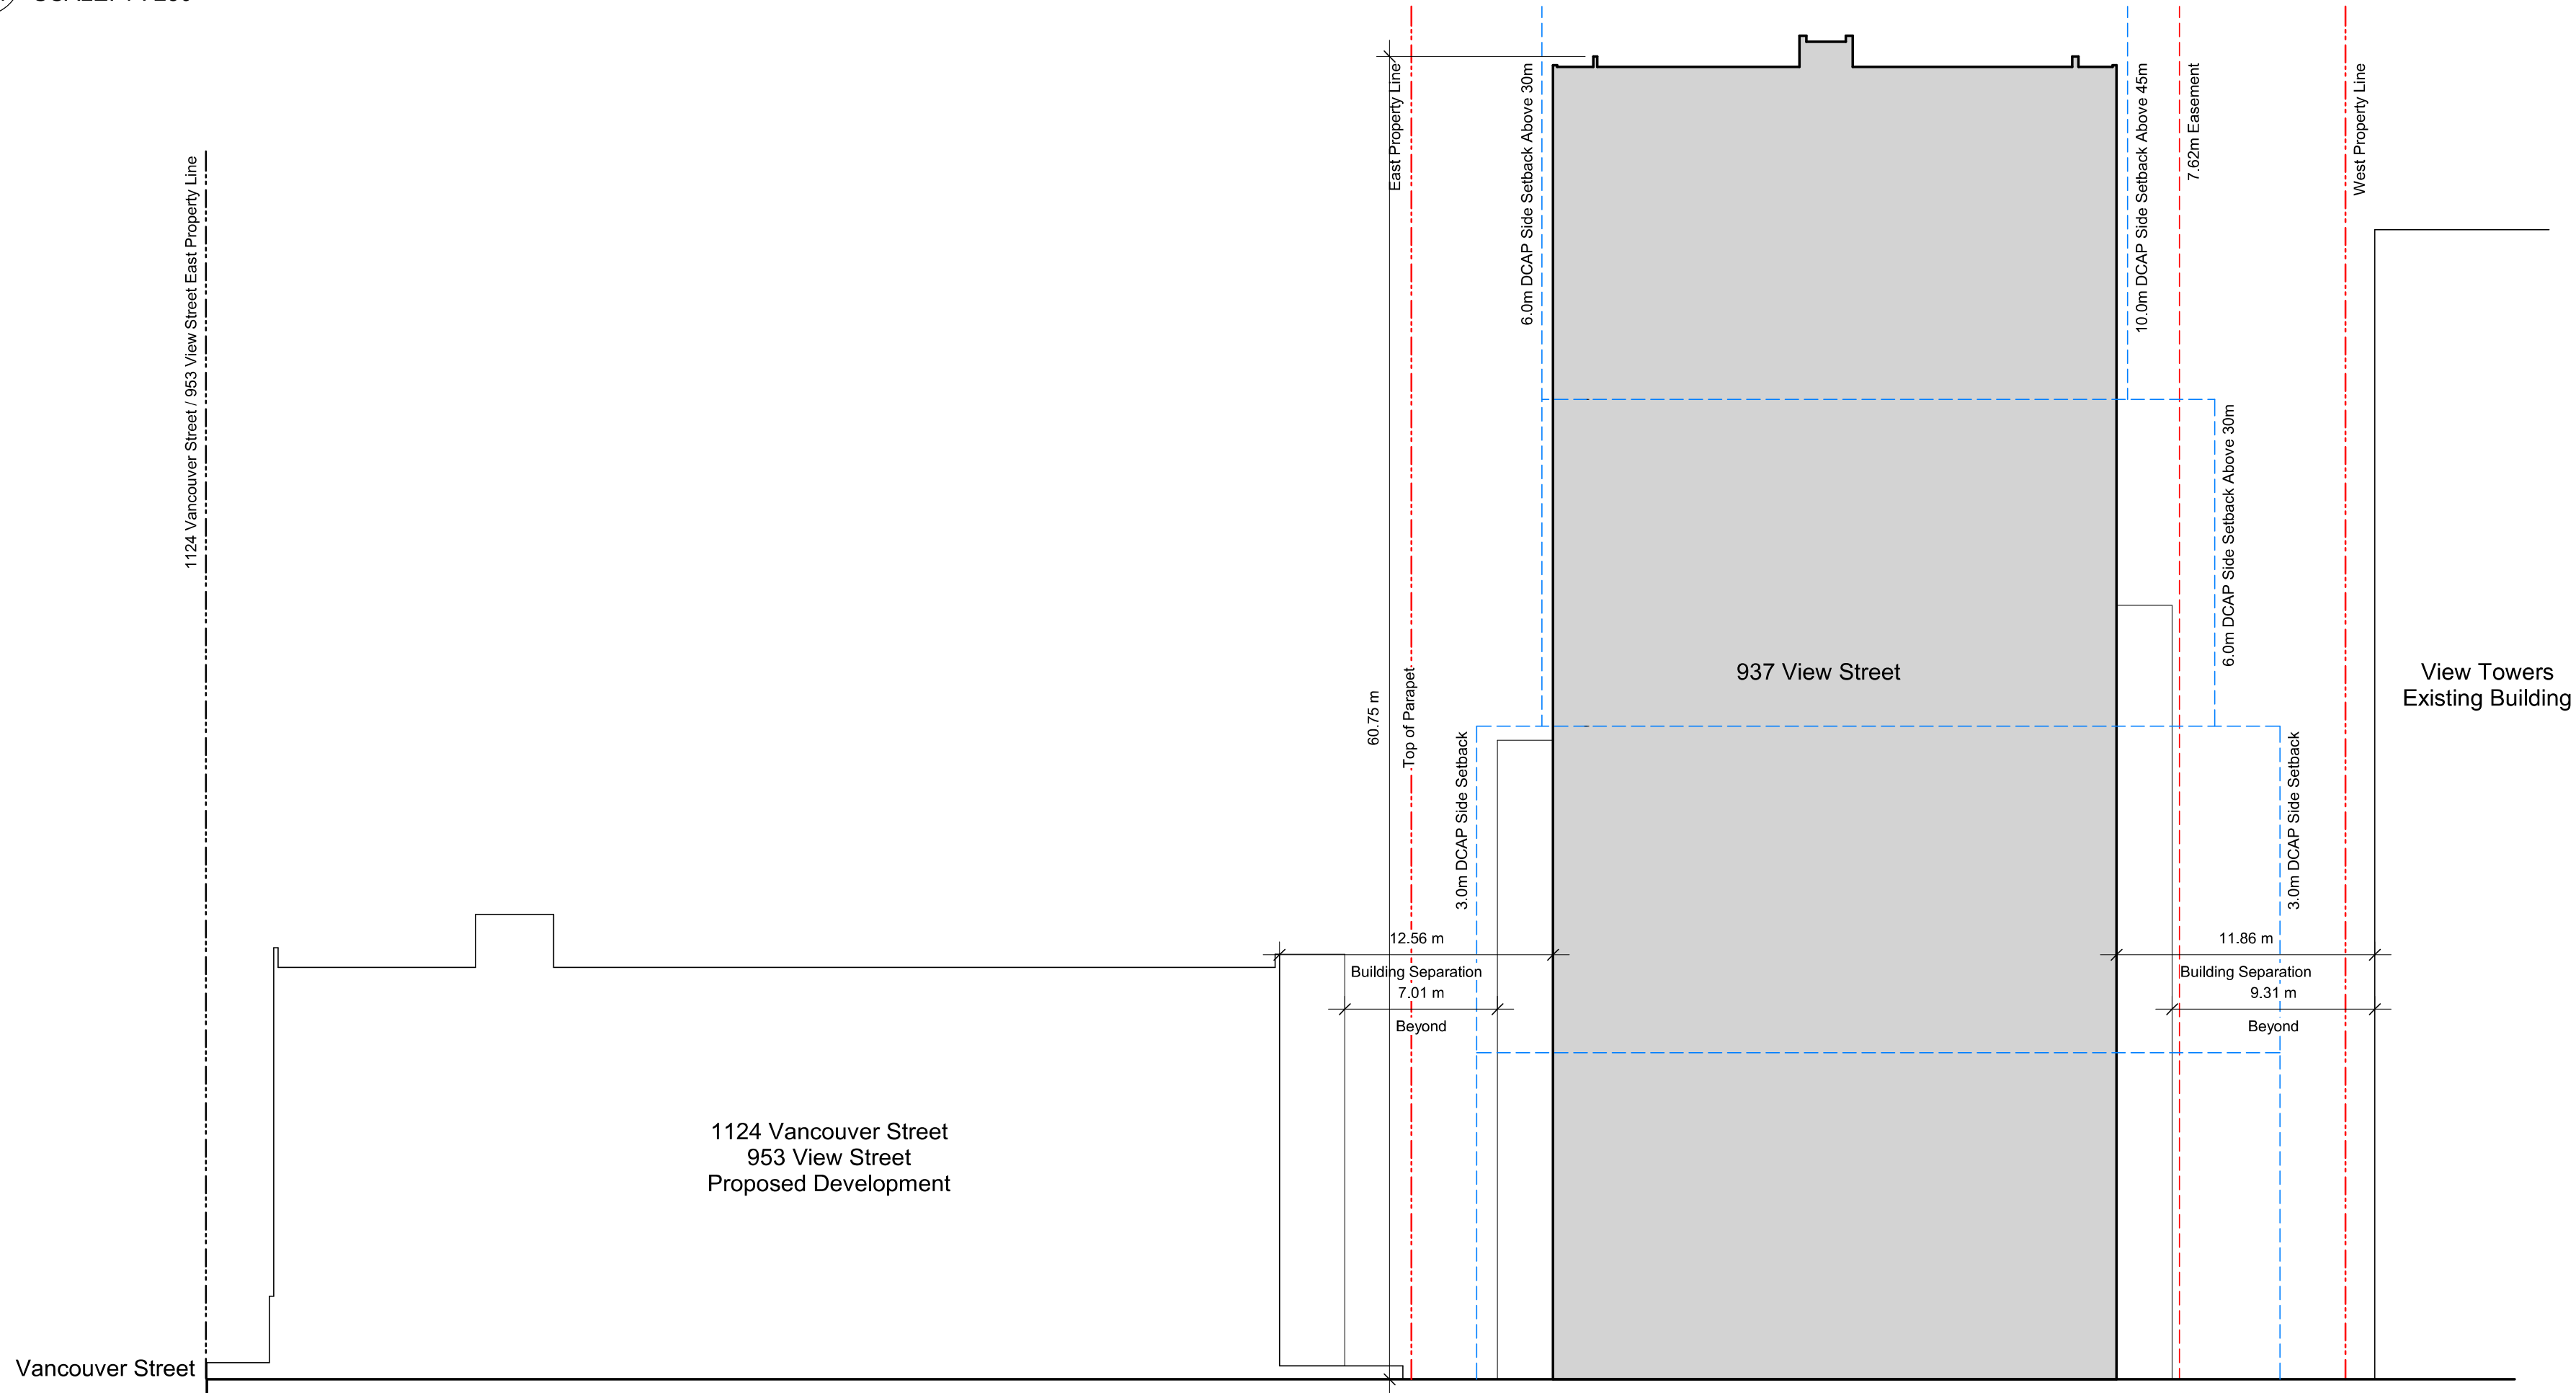 1124 Vancouver Street / 953 View Street East Property Line
East Property Line
6.0m DCAP Side Setback Above 30m
10.0m DCAP Side Setback Above 45m
7.62m Easement
West Property Line
6.0m DCAP Side Setback Above 30m
60.75 m
Top of Parapet
937 View Street
View Towers
Existing Building
3.0m DCAP Side Setback
3.0m DCAP Side Setback
12.56 m
Building Separation
7.01 m
Beyond
11.86 m
Building Separation
9.31 m
Beyond
1124 Vancouver Street
953 View Street
Proposed Development
Vancouver Street